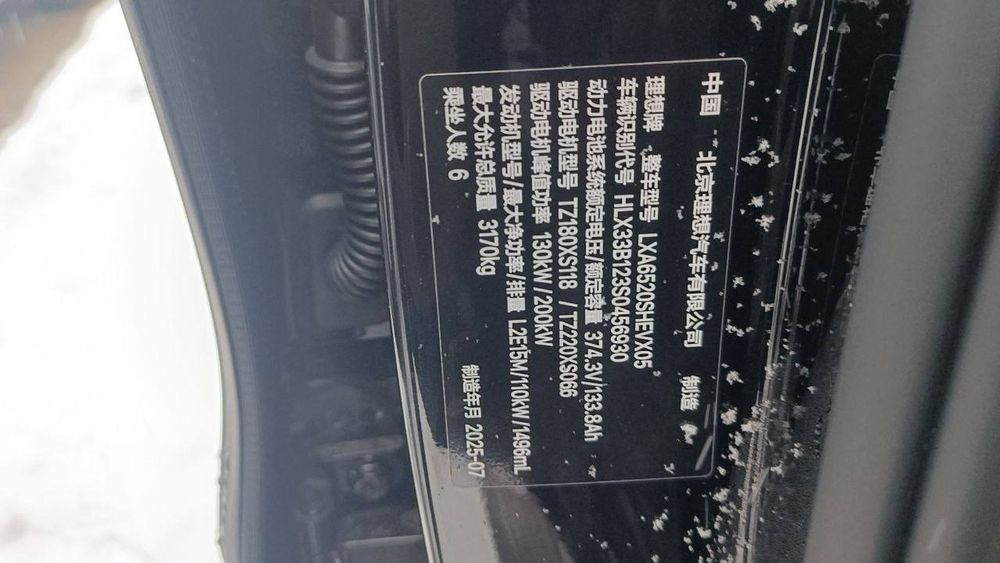 中国 北京理想汽车有限公司 制造
理想牌 整车型号 LXA6520SHEVX05
车辆识别代号 HLX33B123S0456930
动力电池系统额定电压/额定容量 374.3V/133.8Ah
驱动电机型号 TZ180XS118 / TZ220XS066
驱动电机峰值功率 130kW/200kW
发动机型号/最大净功率/排量 L2E15M/110kW/1496mL
最大允许总质量 3170kg
乘坐人数 6 制造年月 2025-07